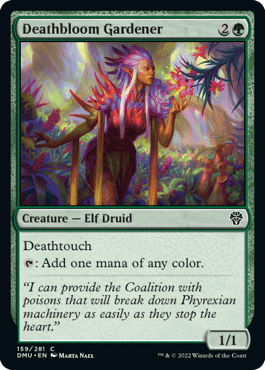 Deathbloom Gardener 2
Creature — Elf Druid
Deathtouch
: Add one mana of any color.
“I can provide the Coalition with
poisons that will break down Phyrexian
machinery as easily as they stop the
heart.”
1/1
159/281 C
DMU • EN Marta Nael
™ & © 2022 Wizards of the Coast